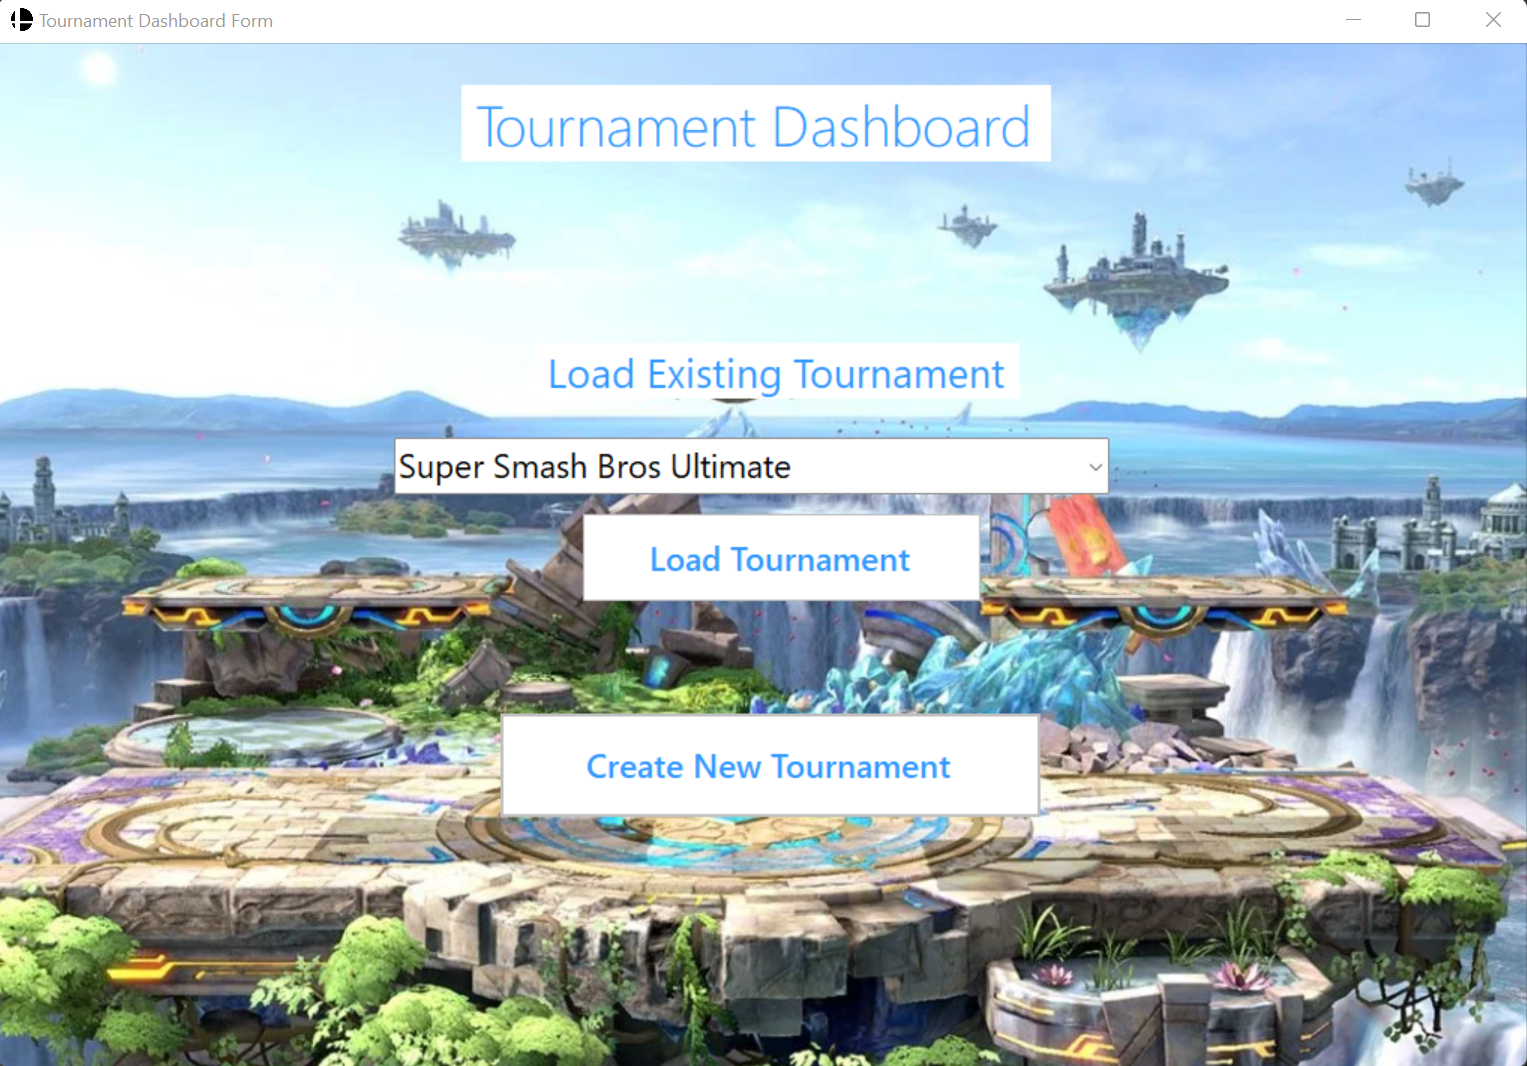 Tournament Dashboard Form
Tournament Dashboard
Load Existing Tournament
Super Smash Bros Ultimate
Load Tournament
Create New Tournament